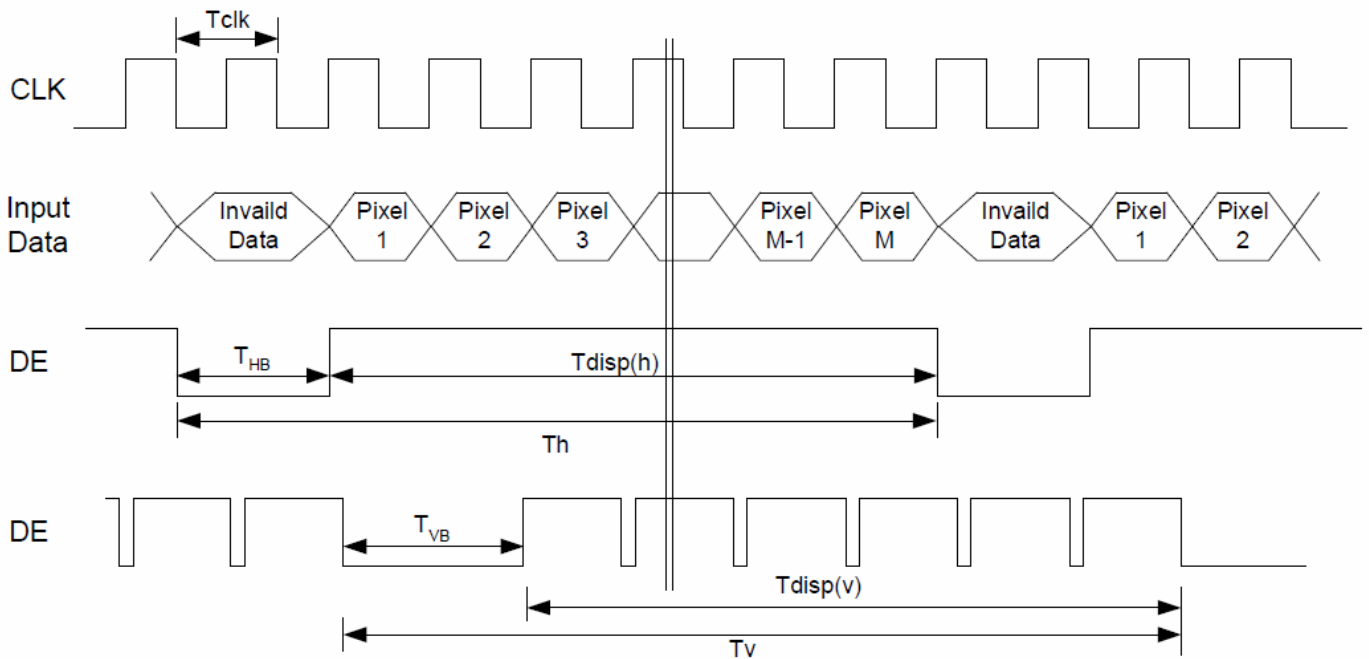 Tclk
CLK
Input
Data
Invaild
Data
Pixel
1
Pixel
2
Pixel
3
Pixel
M-1
Pixel
M
Invaild
Data
Pixel
1
Pixel
2
DE
THB
Tdisp(h)
Th
DE
TVB
Tdisp(v)
Tv